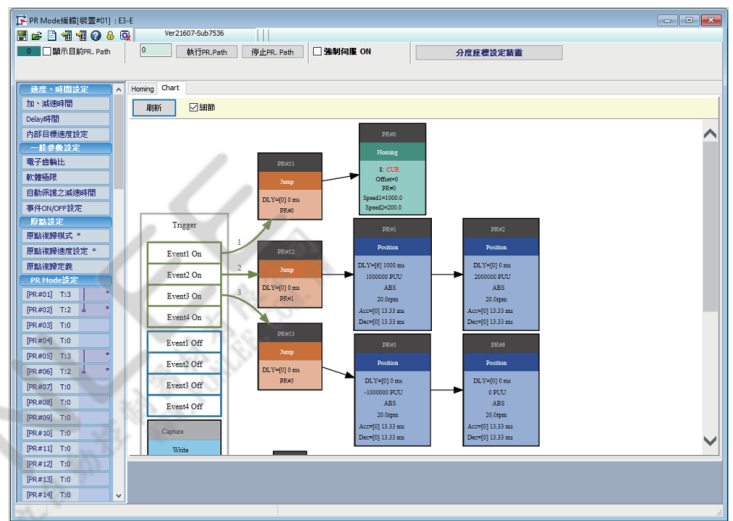 PR Mode編輯[裝置#01] : E3-E
Ver21607-Sub7536
0 顯示目前PR. Path 0 執行PR.Path 停止PR. Path 強制伺服 ON 分度座標設定裝置
速度、時間設定
加、減速時間
Delay時間
內部目標速度設定
一般參數設定
電子齒輪比
軟體極限
自動保護之減速時間
事件ON/OFF設定
原點設定
原點復歸模式 *
原點復歸速度設定 *
原點復歸定義
PR Mode設定
[PR#01] T:3 *
[PR#02] T:2 *
[PR#03] T:0
[PR#04] T:0
[PR#05] T:3 *
[PR#06] T:2 *
[PR#07] T:0
[PR#08] T:0
[PR#09] T:0
[PR#10] T:0
[PR#11] T:0
[PR#12] T:0
[PR#13] T:0
[PR#14] T:0
Homing Chart
刷新 細節
Trigger
Event1 On
Event2 On
Event3 On
Event4 On
Event1 Off
Event2 Off
Event3 Off
Event4 Off
Capture
Write
1
2
3
PR#51
Jump
DLY=[0] 0 ms
PR#0
PR#52
Jump
DLY=[0] 0 ms
PR#1
PR#53
Jump
DLY=[0] 0 ms
PR#5
PR#0
Homing
8: CUR
Offset=0
PR#0
Speed1=1000.0
Speed2=200.0
PR#1
Position
DLY=[8] 1000 ms
1000000 PUU
ABS
20.0rpm
Acc=[0] 13.33 ms
Dec=[0] 13.33 ms
PR#2
Position
DLY=[0] 0 ms
2000000 PUU
ABS
20.0rpm
Acc=[0] 13.33 ms
Dec=[0] 13.33 ms
PR#5
Position
DLY=[0] 0 ms
-1000000 PUU
ABS
20.0rpm
Acc=[0] 13.33 ms
Dec=[0] 13.33 ms
PR#6
Position
DLY=[0] 0 ms
0 PUU
ABS
20.0rpm
Acc=[0] 13.33 ms
Dec=[0] 13.33 ms